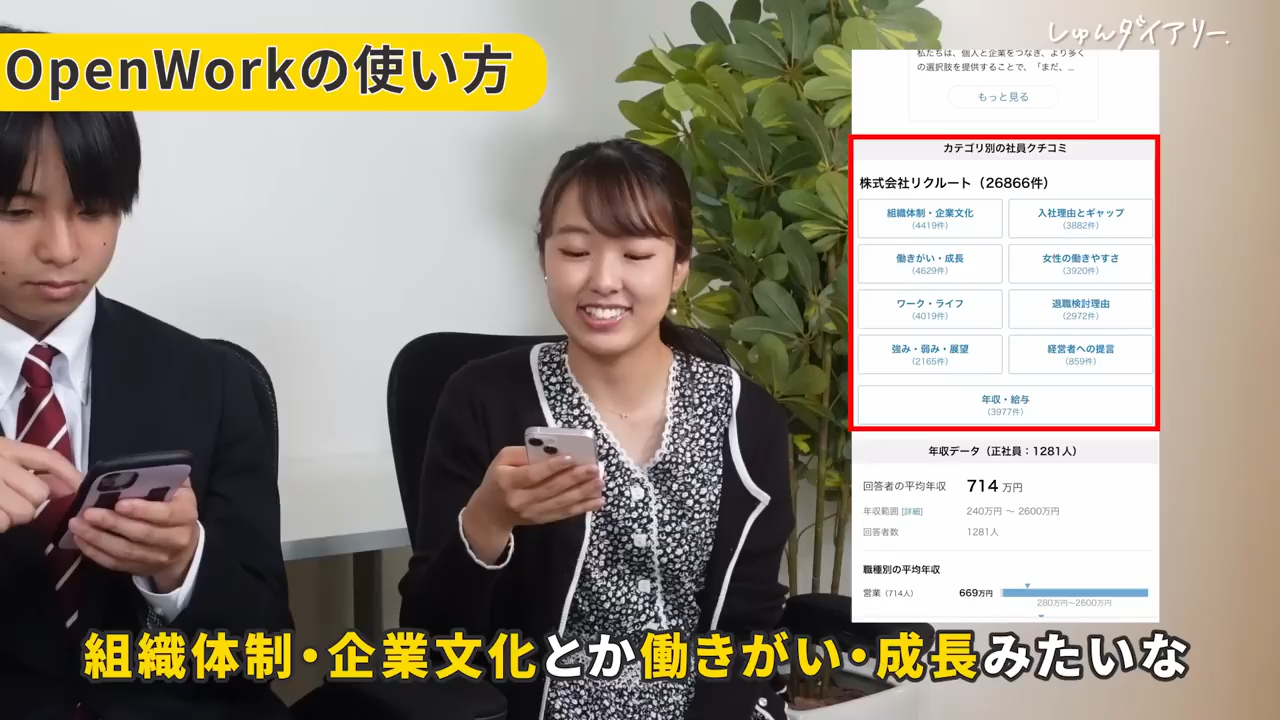 しゅんダイアリー.
OpenWorkの使い方
私たちは、個人と企業をつなぎ、より多く
の選択肢を提供することで、「まだ、...
もっと見る
カテゴリ別の社員クチコミ
株式会社リクルート（26866件）
組織体制・企業文化
（4419件）
入社理由とギャップ
（3882件）
働きがい・成長
（4629件）
女性の働きやすさ
（3920件）
ワーク・ライフ
（4019件）
退職検討理由
（2972件）
強み・弱み・展望
（2165件）
経営者への提言
（859件）
年収・給与
（3977件）
年収データ（正社員：1281人）
回答者の平均年収 714 万円
年収範囲 [詳細] 240万円 ～ 2600万円
回答者数 1281人
職種別の平均年収
営業（714人） 669万円
280万円～2600万円
組織体制・企業文化とか働きがい・成長みたいな